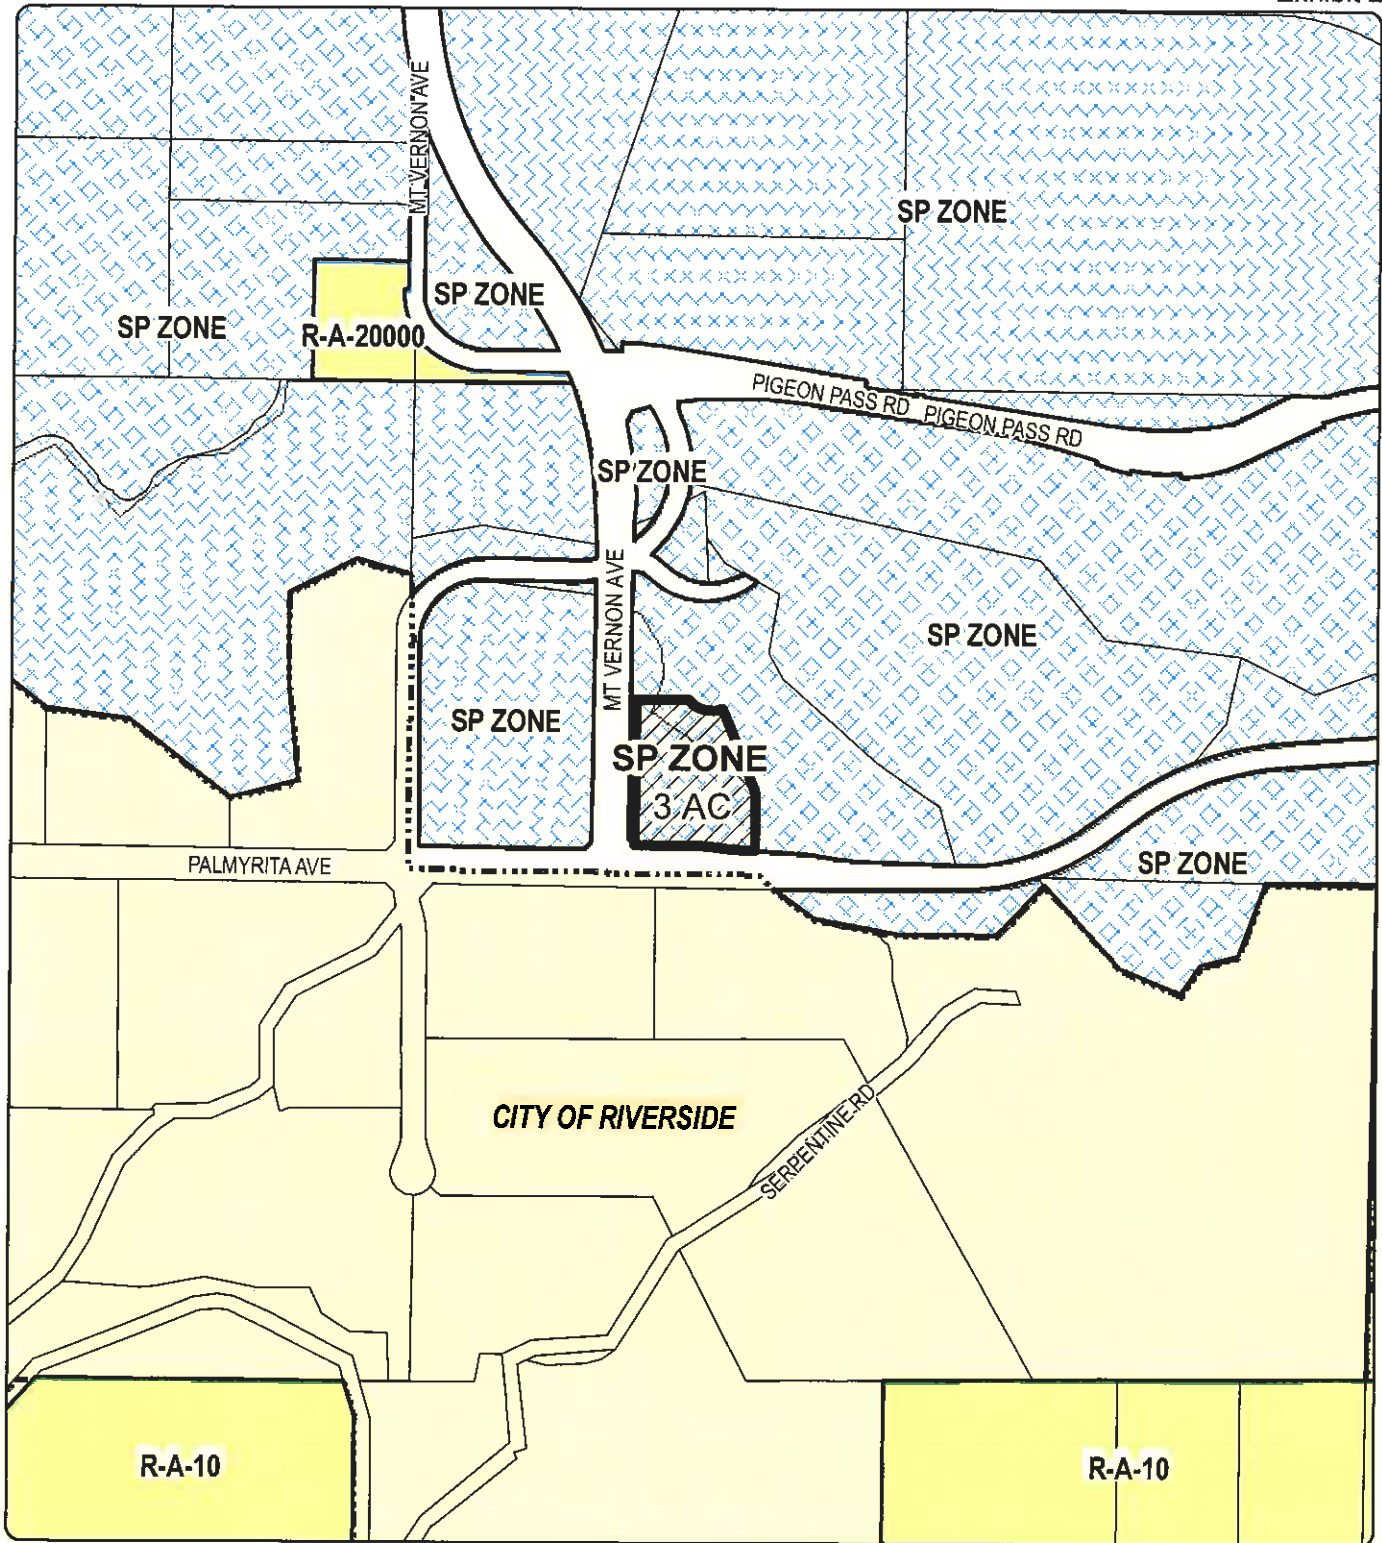 MT VERNON AVE
SP ZONE
SP ZONE
SP ZONE
R-A-20000
PIGEON PASS RD
PIGEON PASS RD
SP ZONE
MT VERNON AVE
SP ZONE
SP ZONE
SP ZONE
3 AC
PALMYRITA AVE
SP ZONE
CITY OF RIVERSIDE
SERPENTINE RD
R-A-10
R-A-10